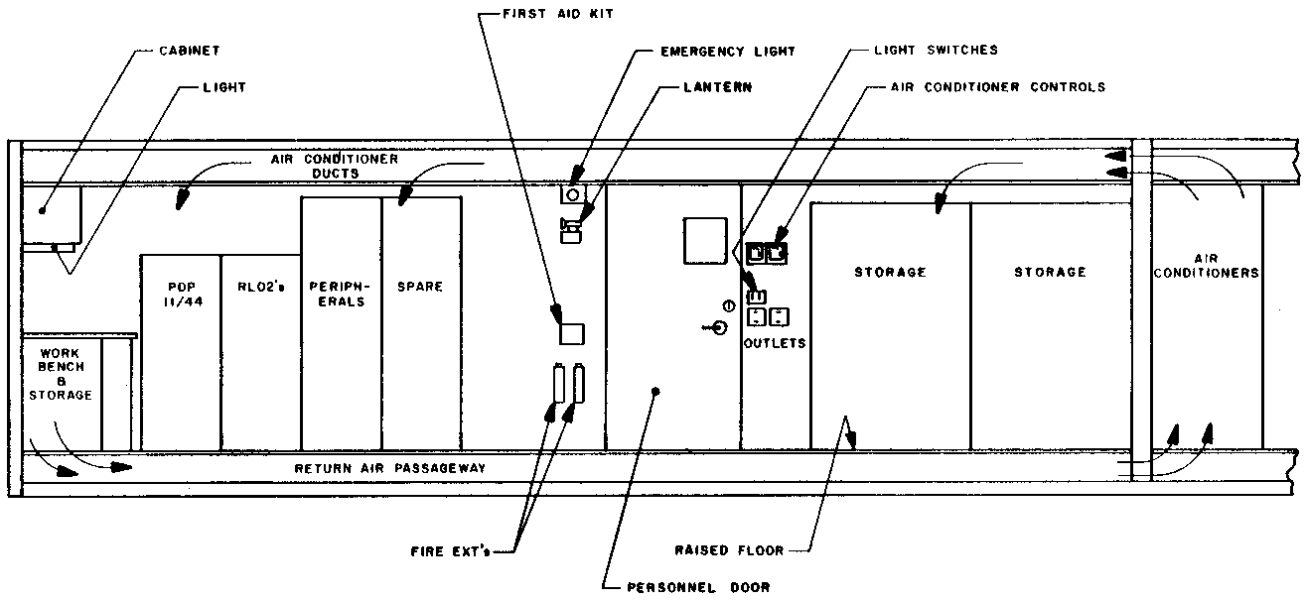 FIRST AID KIT
CABINET
EMERGENCY LIGHT
LIGHT SWITCHES
LIGHT
LANTERN
AIR CONDITIONER CONTROLS
AIR CONDITIONER
DUCTS
PDP
11/44
RL02's
PERIPH-
ERALS
SPARE
STORAGE
STORAGE
AIR
CONDITIONERS
OUTLETS
WORK
BENCH
&
STORAGE
RETURN AIR PASSAGEWAY
FIRE EXT's
RAISED FLOOR
PERSONNEL DOOR